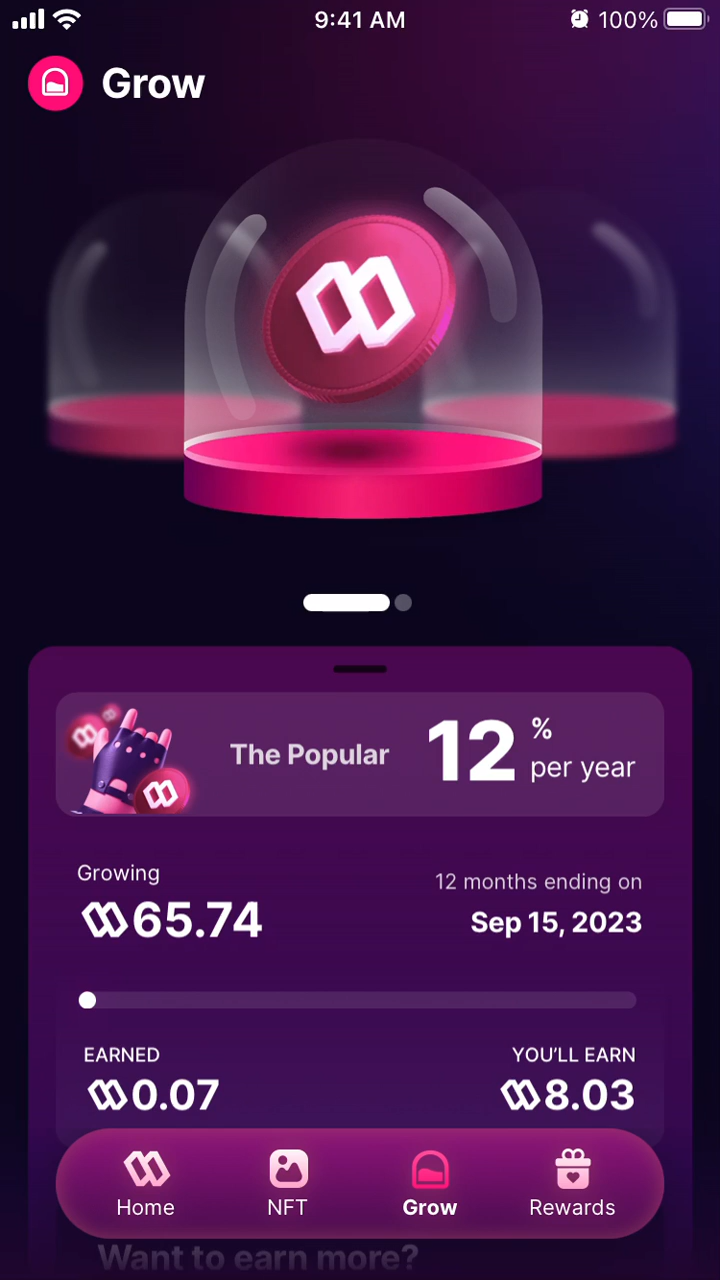 9:41 AM
100%
Grow
The Popular
12 % per year
Growing
65.74
12 months ending on
Sep 15, 2023
EARNED
0.07
YOU'LL EARN
8.03
Home
NFT
Grow
Rewards
Want to earn more?